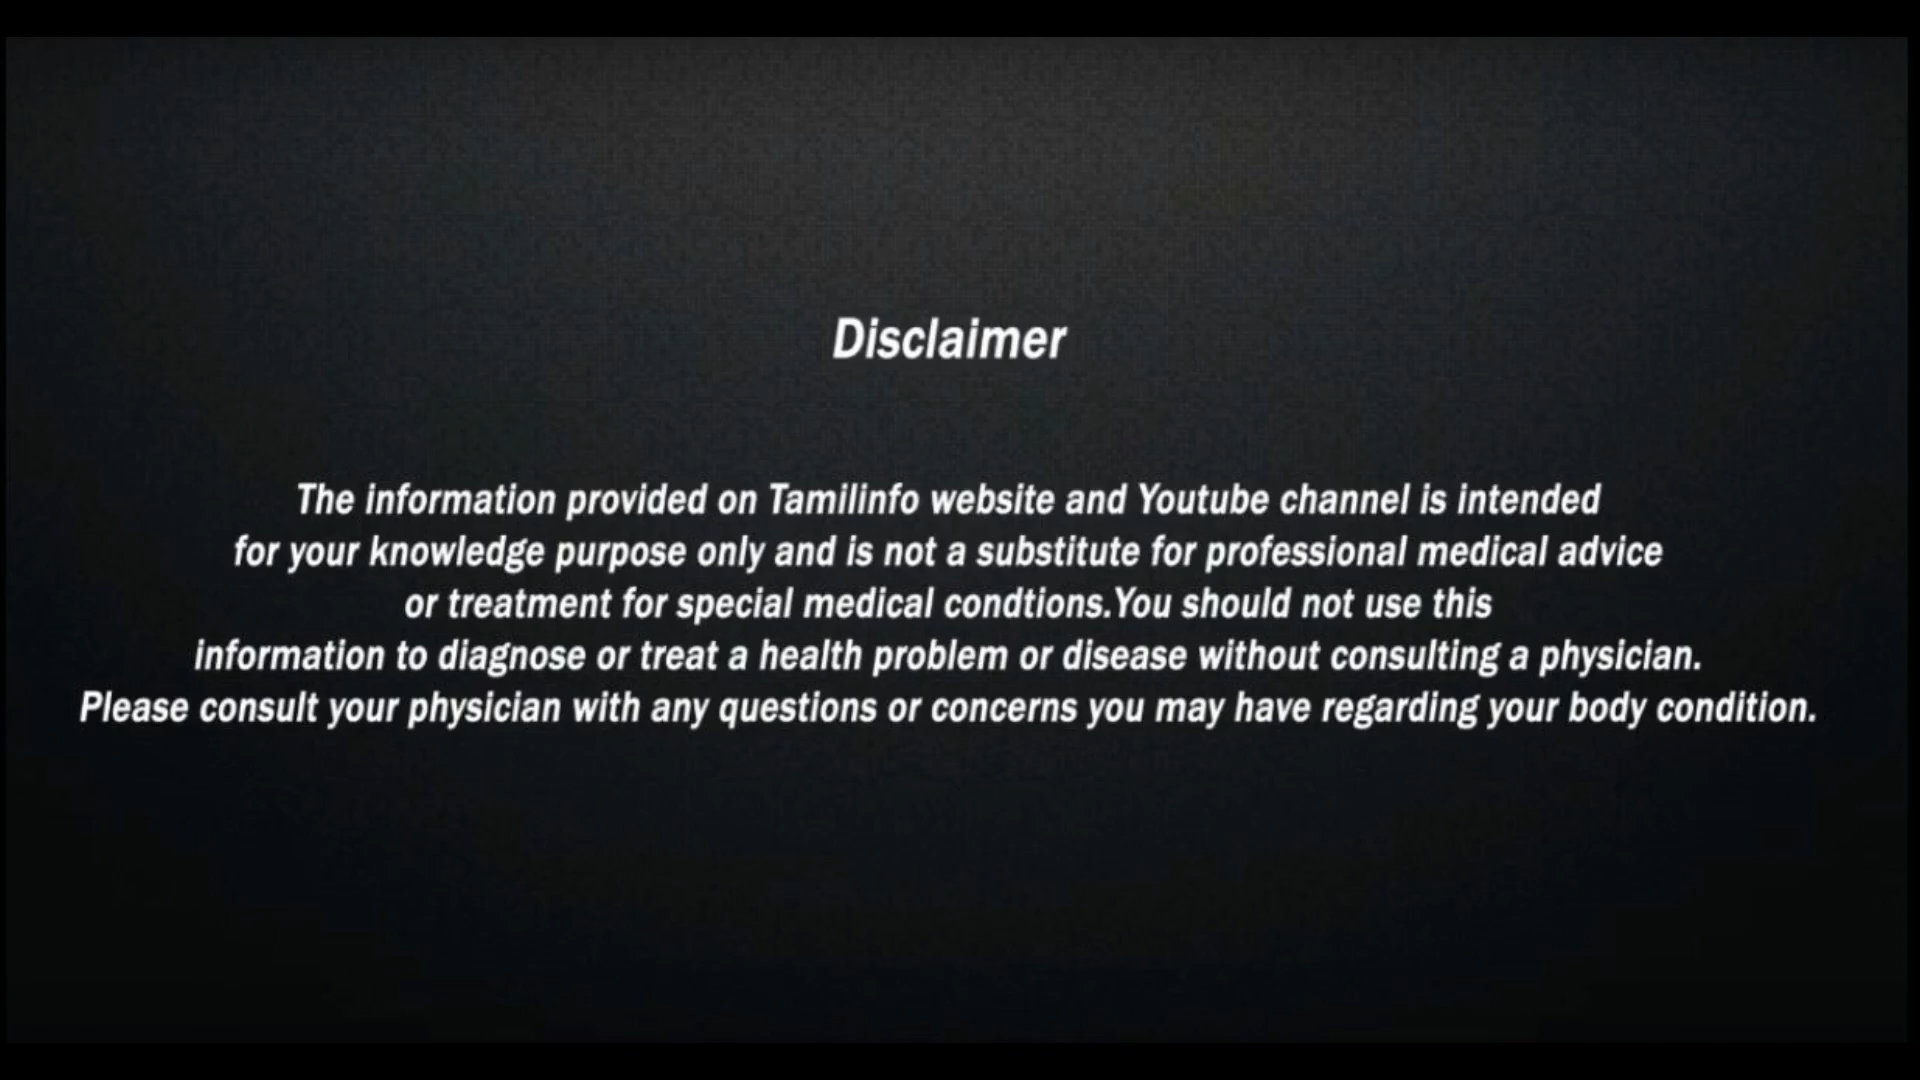 Disclaimer
The information provided on Tamilinfo website and Youtube channel is intended
for your knowledge purpose only and is not a substitute for professional medical advice
or treatment for special medical condtions.You should not use this
information to diagnose or treat a health problem or disease without consulting a physician.
Please consult your physician with any questions or concerns you may have regarding your body condition.